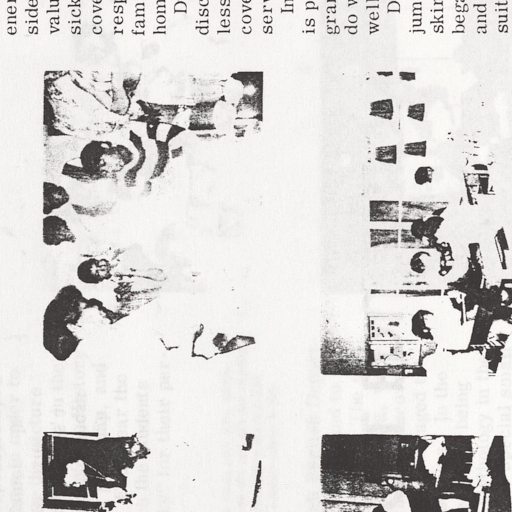 ener
side
valu
sick
cove
resp
fam
hom
D
disc
less
cove
serv
In
is p
gran
do w
well
D
jum
skir
bega
and
suit